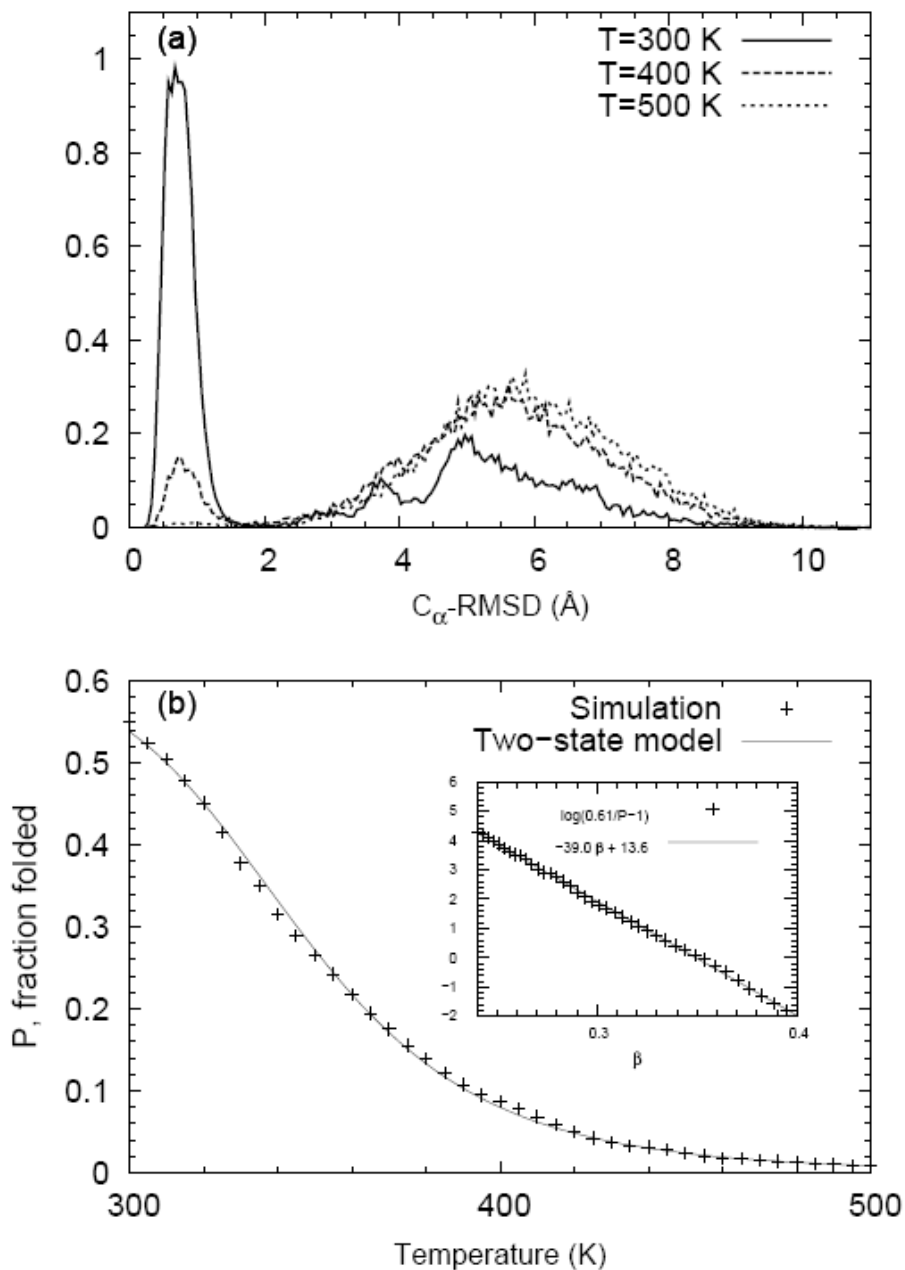 (a)
T=300 K
T=400 K
T=500 K
1
0.8
0.6
0.4
0.2
0
0 2 4 6 8 10
Cα-RMSD (Å)
(b)
Simulation
Two-state model
P, fraction folded
0.6
0.5
0.4
0.3
0.2
0.1
0
300 400 500
Temperature (K)
log(0.61/P-1)
-39.0 β + 13.6
6
5
4
3
2
1
0
-1
-2
0.3 0.4
β